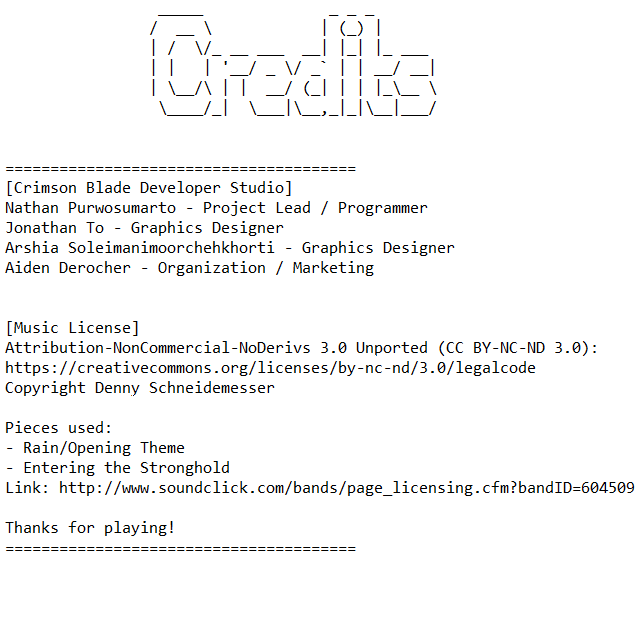 Credits
=======================================
[Crimson Blade Developer Studio]
Nathan Purwosumarto - Project Lead / Programmer
Jonathan To - Graphics Designer
Arshia Soleimanimoorchehkhorti - Graphics Designer
Aiden Derocher - Organization / Marketing
[Music License]
Attribution-NonCommercial-NoDerivs 3.0 Unported (CC BY-NC-ND 3.0):
https://creativecommons.org/licenses/by-nc-nd/3.0/legalcode
Copyright Denny Schneidemesser
Pieces used:
- Rain/Opening Theme
- Entering the Stronghold
Link: http://www.soundclick.com/bands/page_licensing.cfm?bandID=604509
Thanks for playing!
=======================================